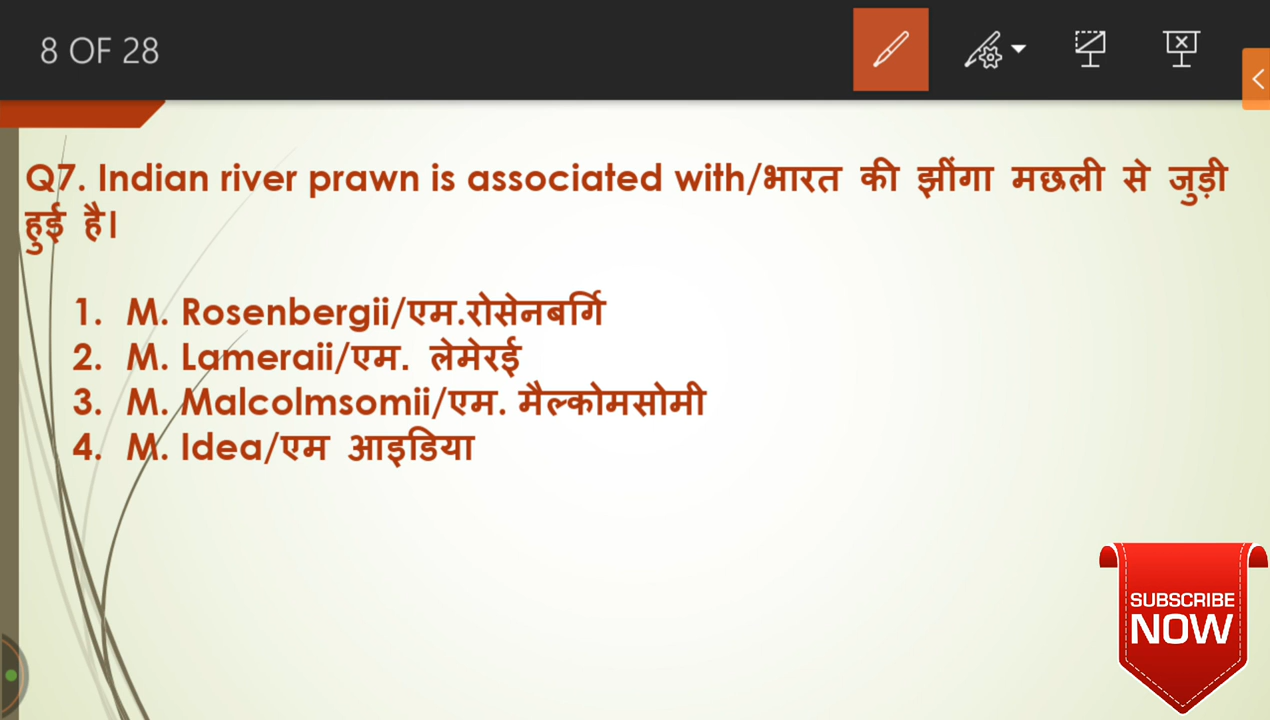 8 OF 28
Q7. Indian river prawn is associated with/भारत की झींगा मछली से जुड़ी
हुई है।
1. M. Rosenbergii/एम.रोसेनबर्गि
2. M. Lameraii/एम. लेमेरई
3. M. Malcolmsomii/एम. मैल्कोमसोमी
4. M. Idea/एम आइडिया
SUBSCRIBE
NOW